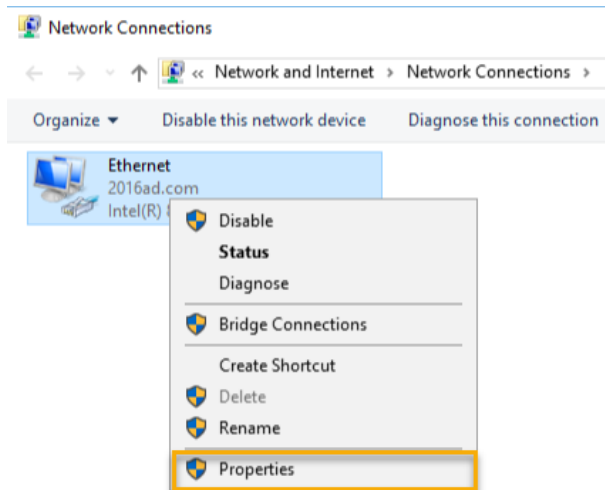 Network Connections
« Network and Internet > Network Connections >
Organize Disable this network device Diagnose this connection
Ethernet
2016ad.com
Intel(R)
Disable
Status
Diagnose
Bridge Connections
Create Shortcut
Delete
Rename
Properties